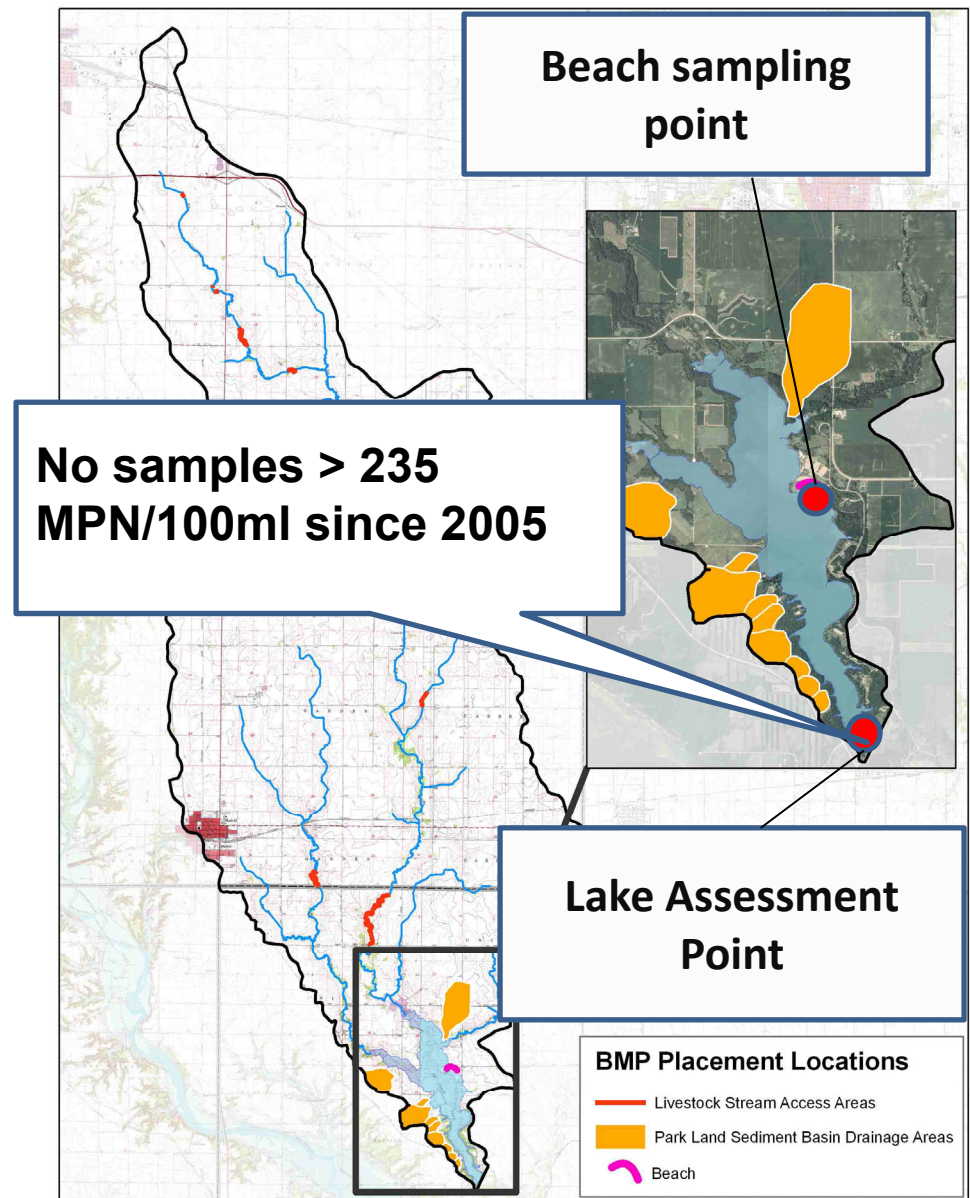 Beach sampling
point
No samples > 235
MPN/100ml since 2005
Lake Assessment
Point
BMP Placement Locations
Livestock Stream Access Areas
Park Land Sediment Basin Drainage Areas
Beach